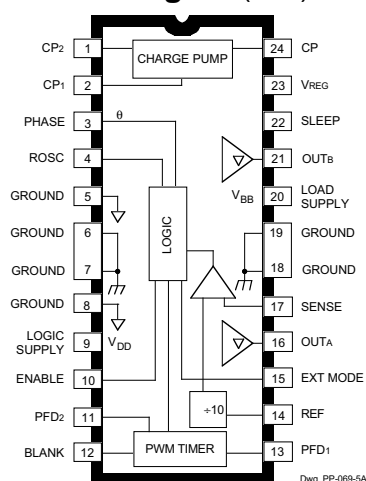 CP2 1 CHARGE PUMP 24 CP
CP1 2 23 VREG
PHASE 3 θ 22 SLEEP
ROSC 4 21 OUTB
GROUND 5 VBB 20 LOAD SUPPLY
GROUND 6 LOGIC 19 GROUND
GROUND 7 18 GROUND
GROUND 8 17 SENSE
LOGIC SUPPLY 9 VDD 16 OUTA
ENABLE 10 15 EXT MODE
PFD2 11 ÷10 14 REF
BLANK 12 PWM TIMER 13 PFD1
Dwg. PP-069-5A